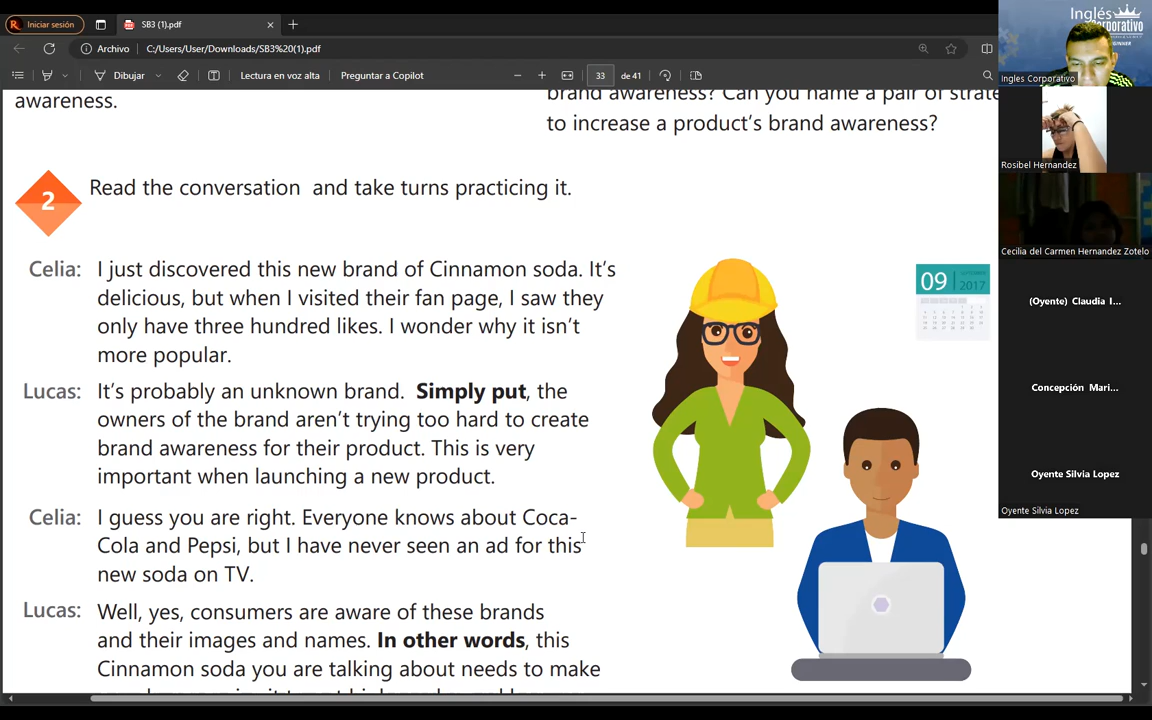 Iniciar sesión
SB3 (1).pdf
Archivo
C:/Users/User/Downloads/SB3%20(1).pdf
Dibujar
Lectura en voz alta
Preguntar a Copilot
33
de 41
awareness.
brand awareness? Can you name a pair of strate
to increase a product's brand awareness?
2
Read the conversation and take turns practicing it.
Celia: I just discovered this new brand of Cinnamon soda. It's
delicious, but when I visited their fan page, I saw they
only have three hundred likes. I wonder why it isn't
more popular.
Lucas: It's probably an unknown brand. Simply put, the
owners of the brand aren't trying too hard to create
brand awareness for their product. This is very
important when launching a new product.
Celia: I guess you are right. Everyone knows about Coca-
Cola and Pepsi, but I have never seen an ad for this
new soda on TV.
Lucas: Well, yes, consumers are aware of these brands
and their images and names. In other words, this
Cinnamon soda you are talking about needs to make
09
2017
Inglés
Corporativo
Ingles Corporativo
Rosibel Hernandez
Cecilia del Carmen Hernandez Zotelo
(Oyente) Claudia I...
Concepción Mari...
Oyente Silvia Lopez
Oyente Silvia Lopez